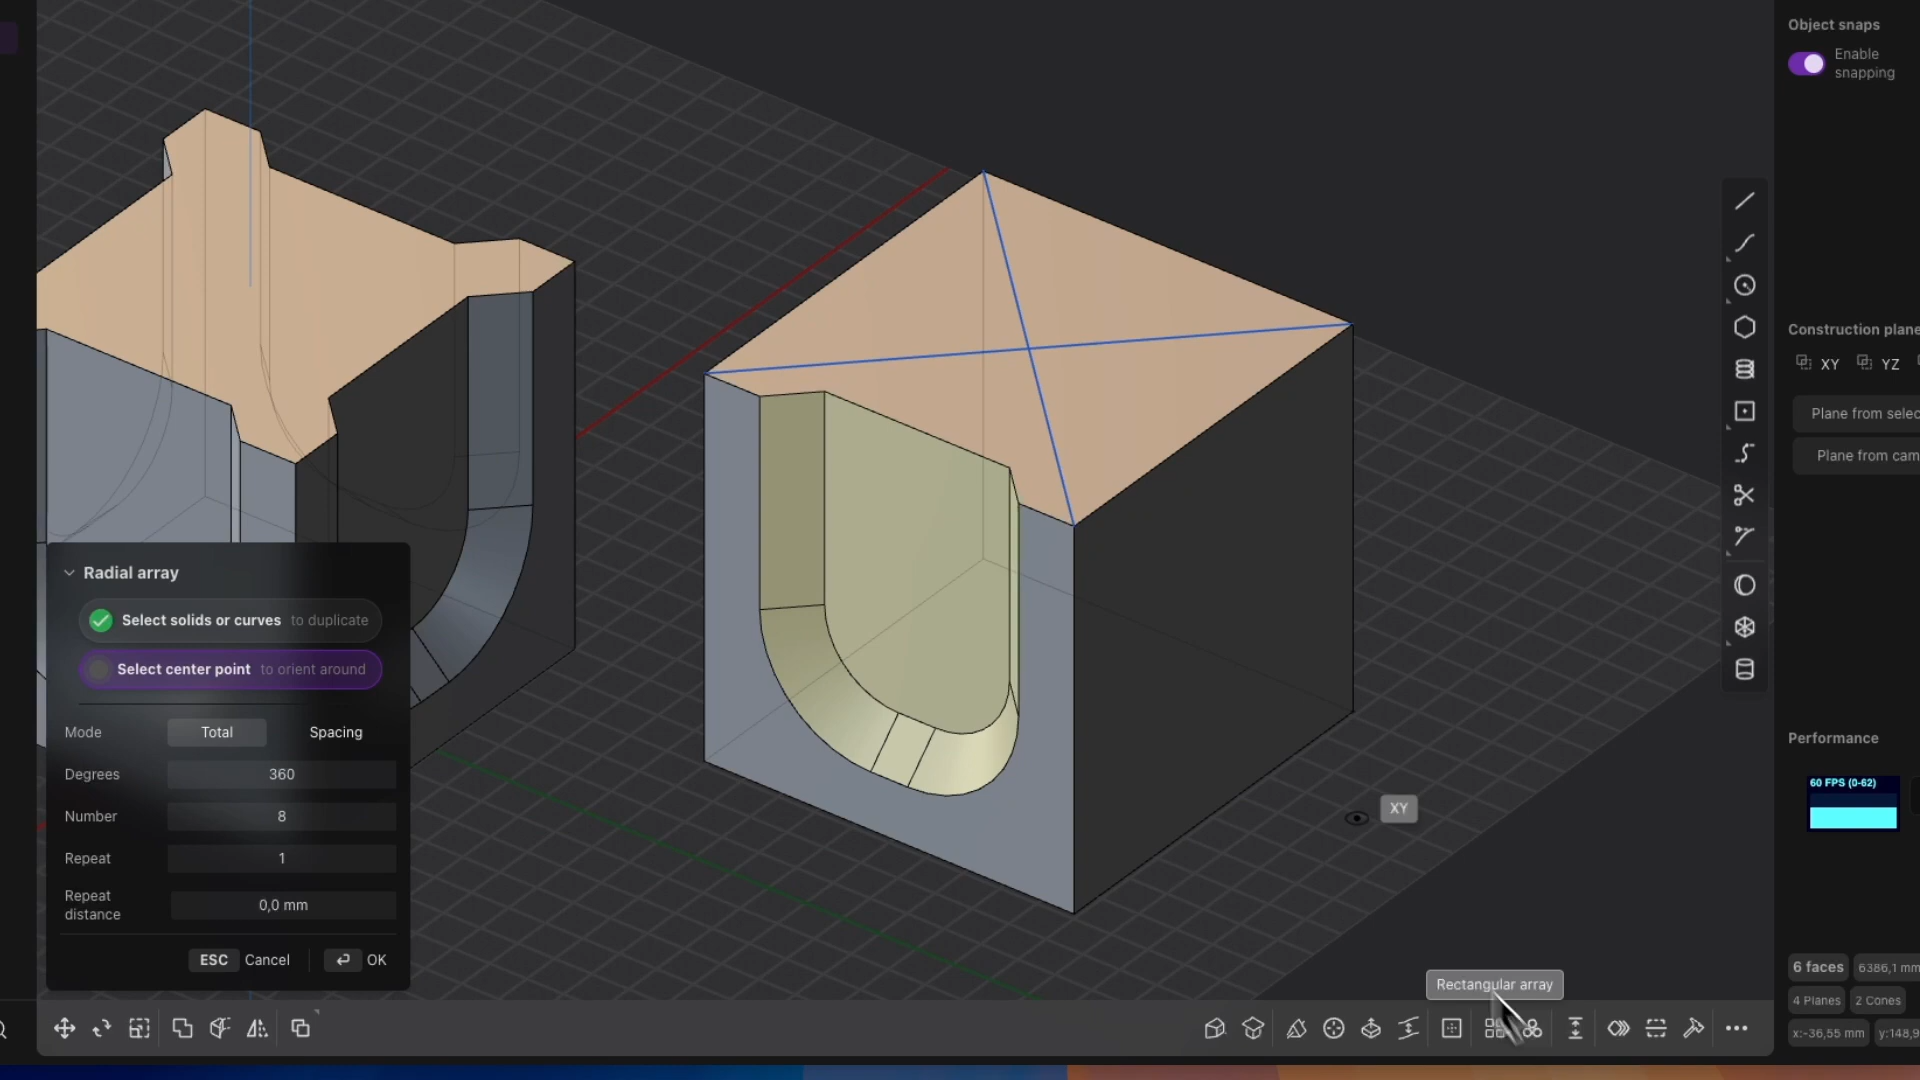 Object snaps
Enable
snapping
Construction plane
XY
YZ
Plane from selec
Plane from cam
Radial array
Select solids or curves to duplicate
Select center point to orient around
Mode
Total
Spacing
Degrees
360
Number
8
Repeat
1
Repeat
distance
0,0 mm
ESC Cancel
OK
XY
Rectangular array
Performance
60 FPS (0-62)
6 faces
6386,1 mm
4 Planes
2 Cones
x:-36,55 mm
y:148,9